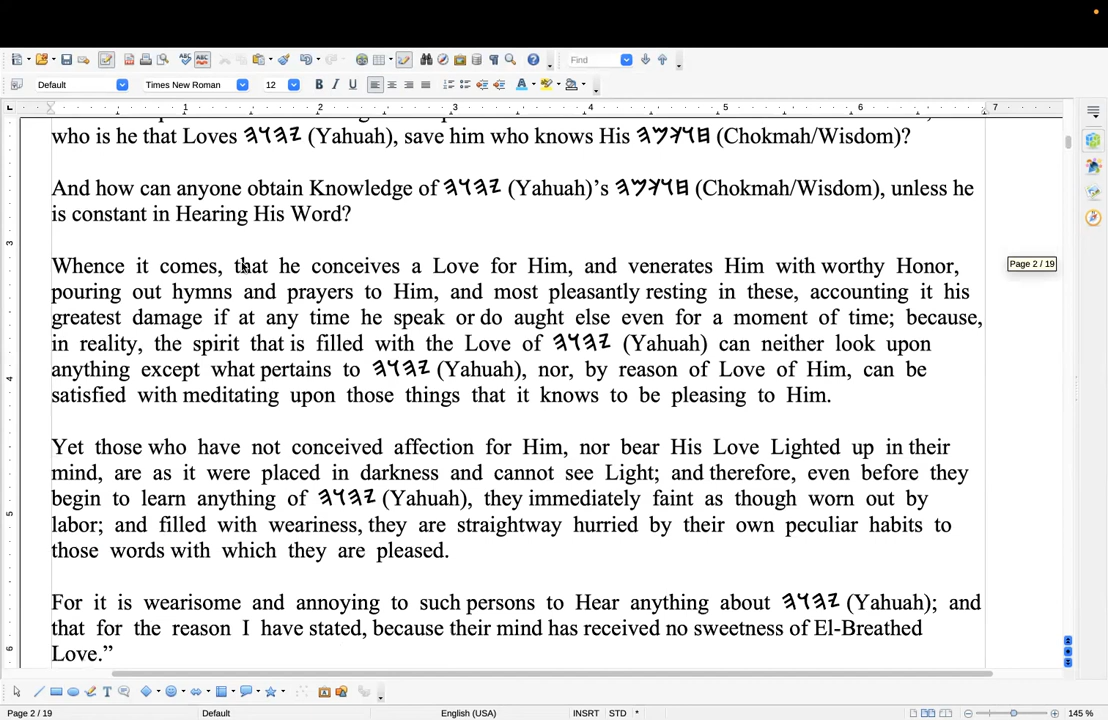 Find
Default
Times New Roman
12
1
2
3
4
5
6
7
who is he that Loves 𐤉𐤄𐤅𐤄 (Yahuah), save him who knows His 𐤇𐤊𐤌𐤄 (Chokmah/Wisdom)?
And how can anyone obtain Knowledge of 𐤉𐤄𐤅𐤄 (Yahuah)’s 𐤇𐤊𐤌𐤄 (Chokmah/Wisdom), unless he
is constant in Hearing His Word?
3
Whence it comes, that he conceives a Love for Him, and venerates Him with worthy Honor,
Page 2 / 19
pouring out hymns and prayers to Him, and most pleasantly resting in these, accounting it his
greatest damage if at any time he speak or do aught else even for a moment of time; because,
in reality, the spirit that is filled with the Love of 𐤉𐤄𐤅𐤄 (Yahuah) can neither look upon
anything except what pertains to 𐤉𐤄𐤅𐤄 (Yahuah), nor, by reason of Love of Him, can be
4
satisfied with meditating upon those things that it knows to be pleasing to Him.
Yet those who have not conceived affection for Him, nor bear His Love Lighted up in their
mind, are as it were placed in darkness and cannot see Light; and therefore, even before they
begin to learn anything of 𐤉𐤄𐤅𐤄 (Yahuah), they immediately faint as though worn out by
5
labor; and filled with weariness, they are straightway hurried by their own peculiar habits to
those words with which they are pleased.
For it is wearisome and annoying to such persons to Hear anything about 𐤉𐤄𐤅𐤄 (Yahuah); and
that for the reason I have stated, because their mind has received no sweetness of El-Breathed
6
Love.”
Page 2 / 19
Default
English (USA)
INSRT
STD
*
145 %